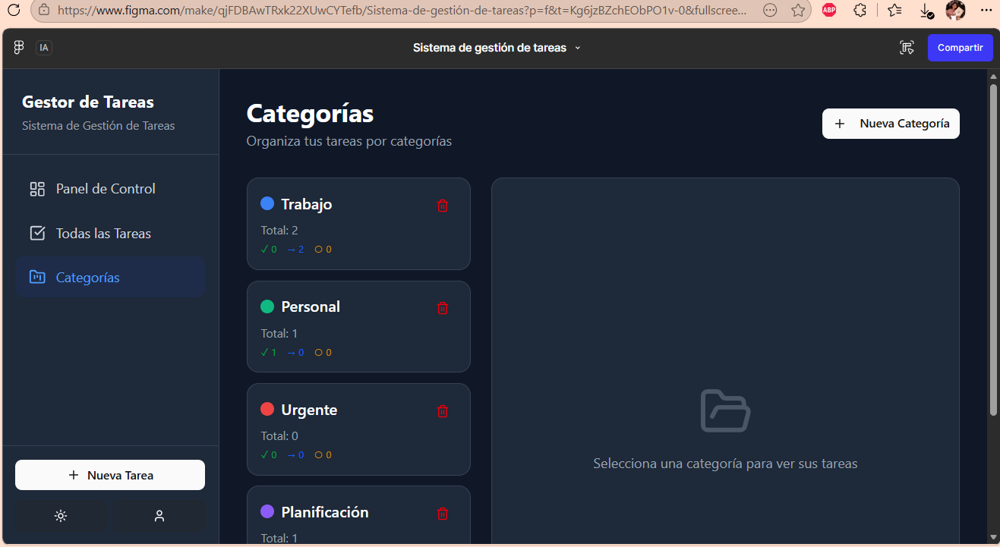 https://www.figma.com/make/qjFDBAwTRxk22XUwCYTefb/Sistema-de-gestión-de-tareas?p=f&t=Kg6jzBZchEObPO1v-0&fullscree...
ABP
IA
Sistema de gestión de tareas
Compartir
Gestor de Tareas
Sistema de Gestión de Tareas
Panel de Control
Todas las Tareas
Categorías
+ Nueva Tarea
Categorías
Organiza tus tareas por categorías
+ Nueva Categoría
Trabajo
Total: 2
✓ 0 → 2 ○ 0
Personal
Total: 1
✓ 1 → 0 ○ 0
Urgente
Total: 0
✓ 0 → 0 ○ 0
Planificación
Total: 1
Selecciona una categoría para ver sus tareas